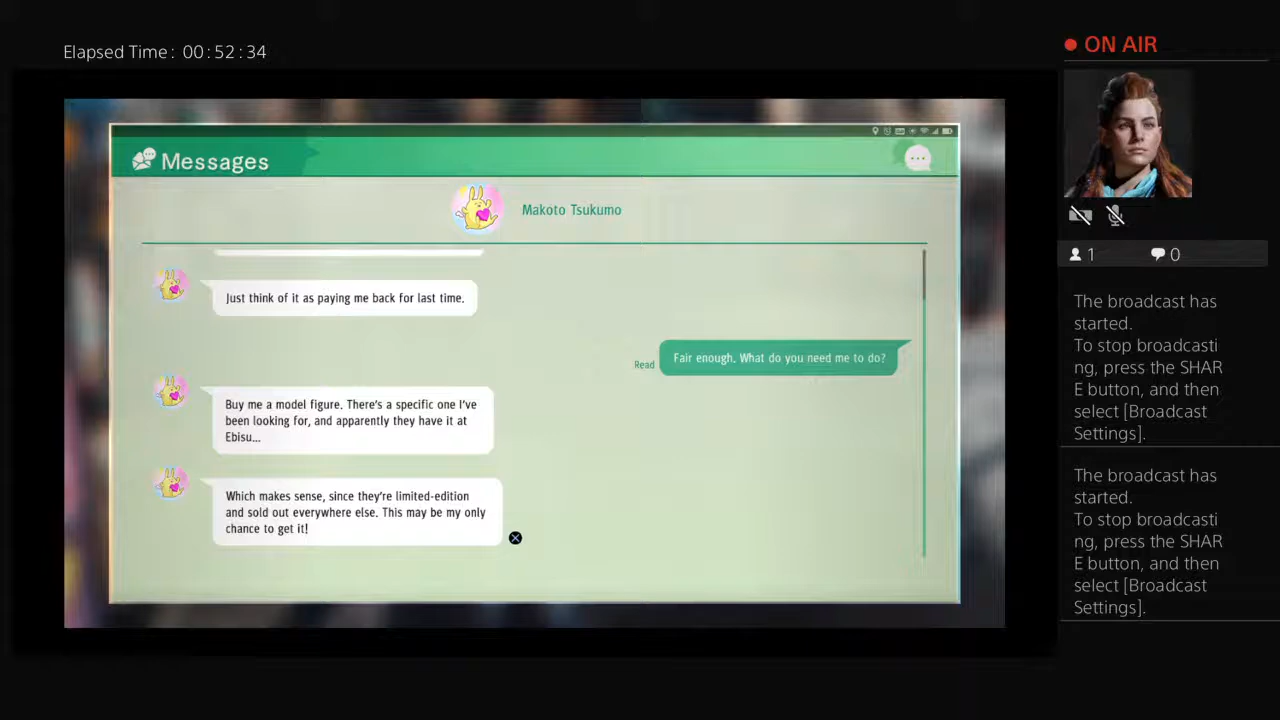 Elapsed Time: 00:52:34
ON AIR
Messages
Makoto Tsukumo
Just think of it as paying me back for last time.
Fair enough. What do you need me to do?
Read
Buy me a model figure. There's a specific one I've
been looking for, and apparently they have it at
Ebisu...
Which makes sense, since they're limited-edition
and sold out everywhere else. This may be my only
chance to get it!
1
0
The broadcast has
started.
To stop broadcasti
ng, press the SHAR
E button, and then
select [Broadcast
Settings].
The broadcast has
started.
To stop broadcasti
ng, press the SHAR
E button, and then
select [Broadcast
Settings].